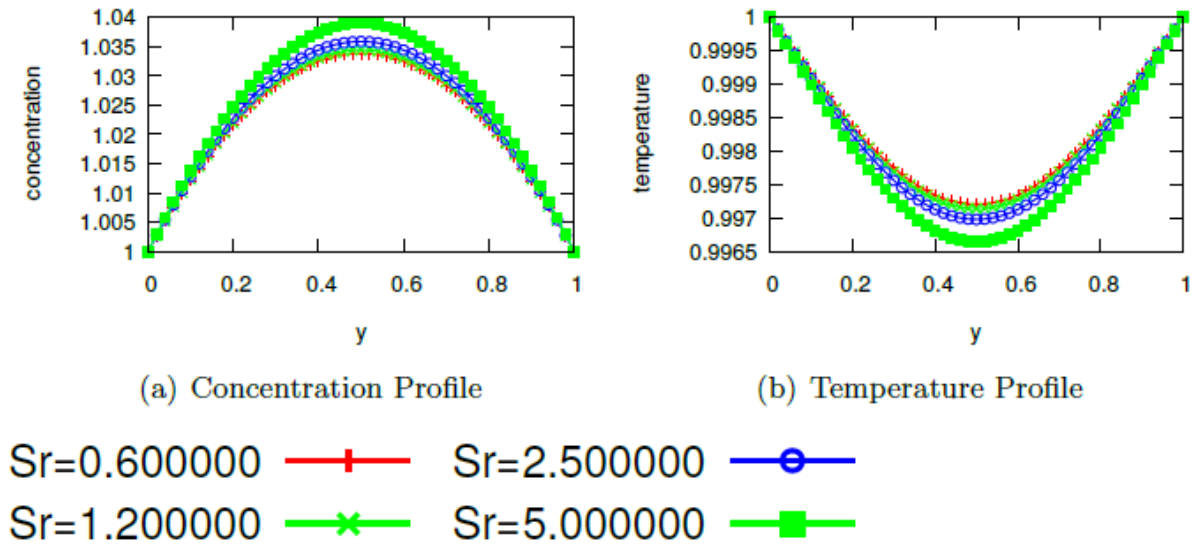 1.04
1.035
1.03
1.025
1.02
1.015
1.01
1.005
1
concentration
0 0.2 0.4 0.6 0.8 1
y
(a) Concentration Profile
1
0.9995
0.999
0.9985
0.998
0.9975
0.997
0.9965
temperature
0 0.2 0.4 0.6 0.8 1
y
(b) Temperature Profile
Sr=0.600000
Sr=2.500000
Sr=1.200000
Sr=5.000000